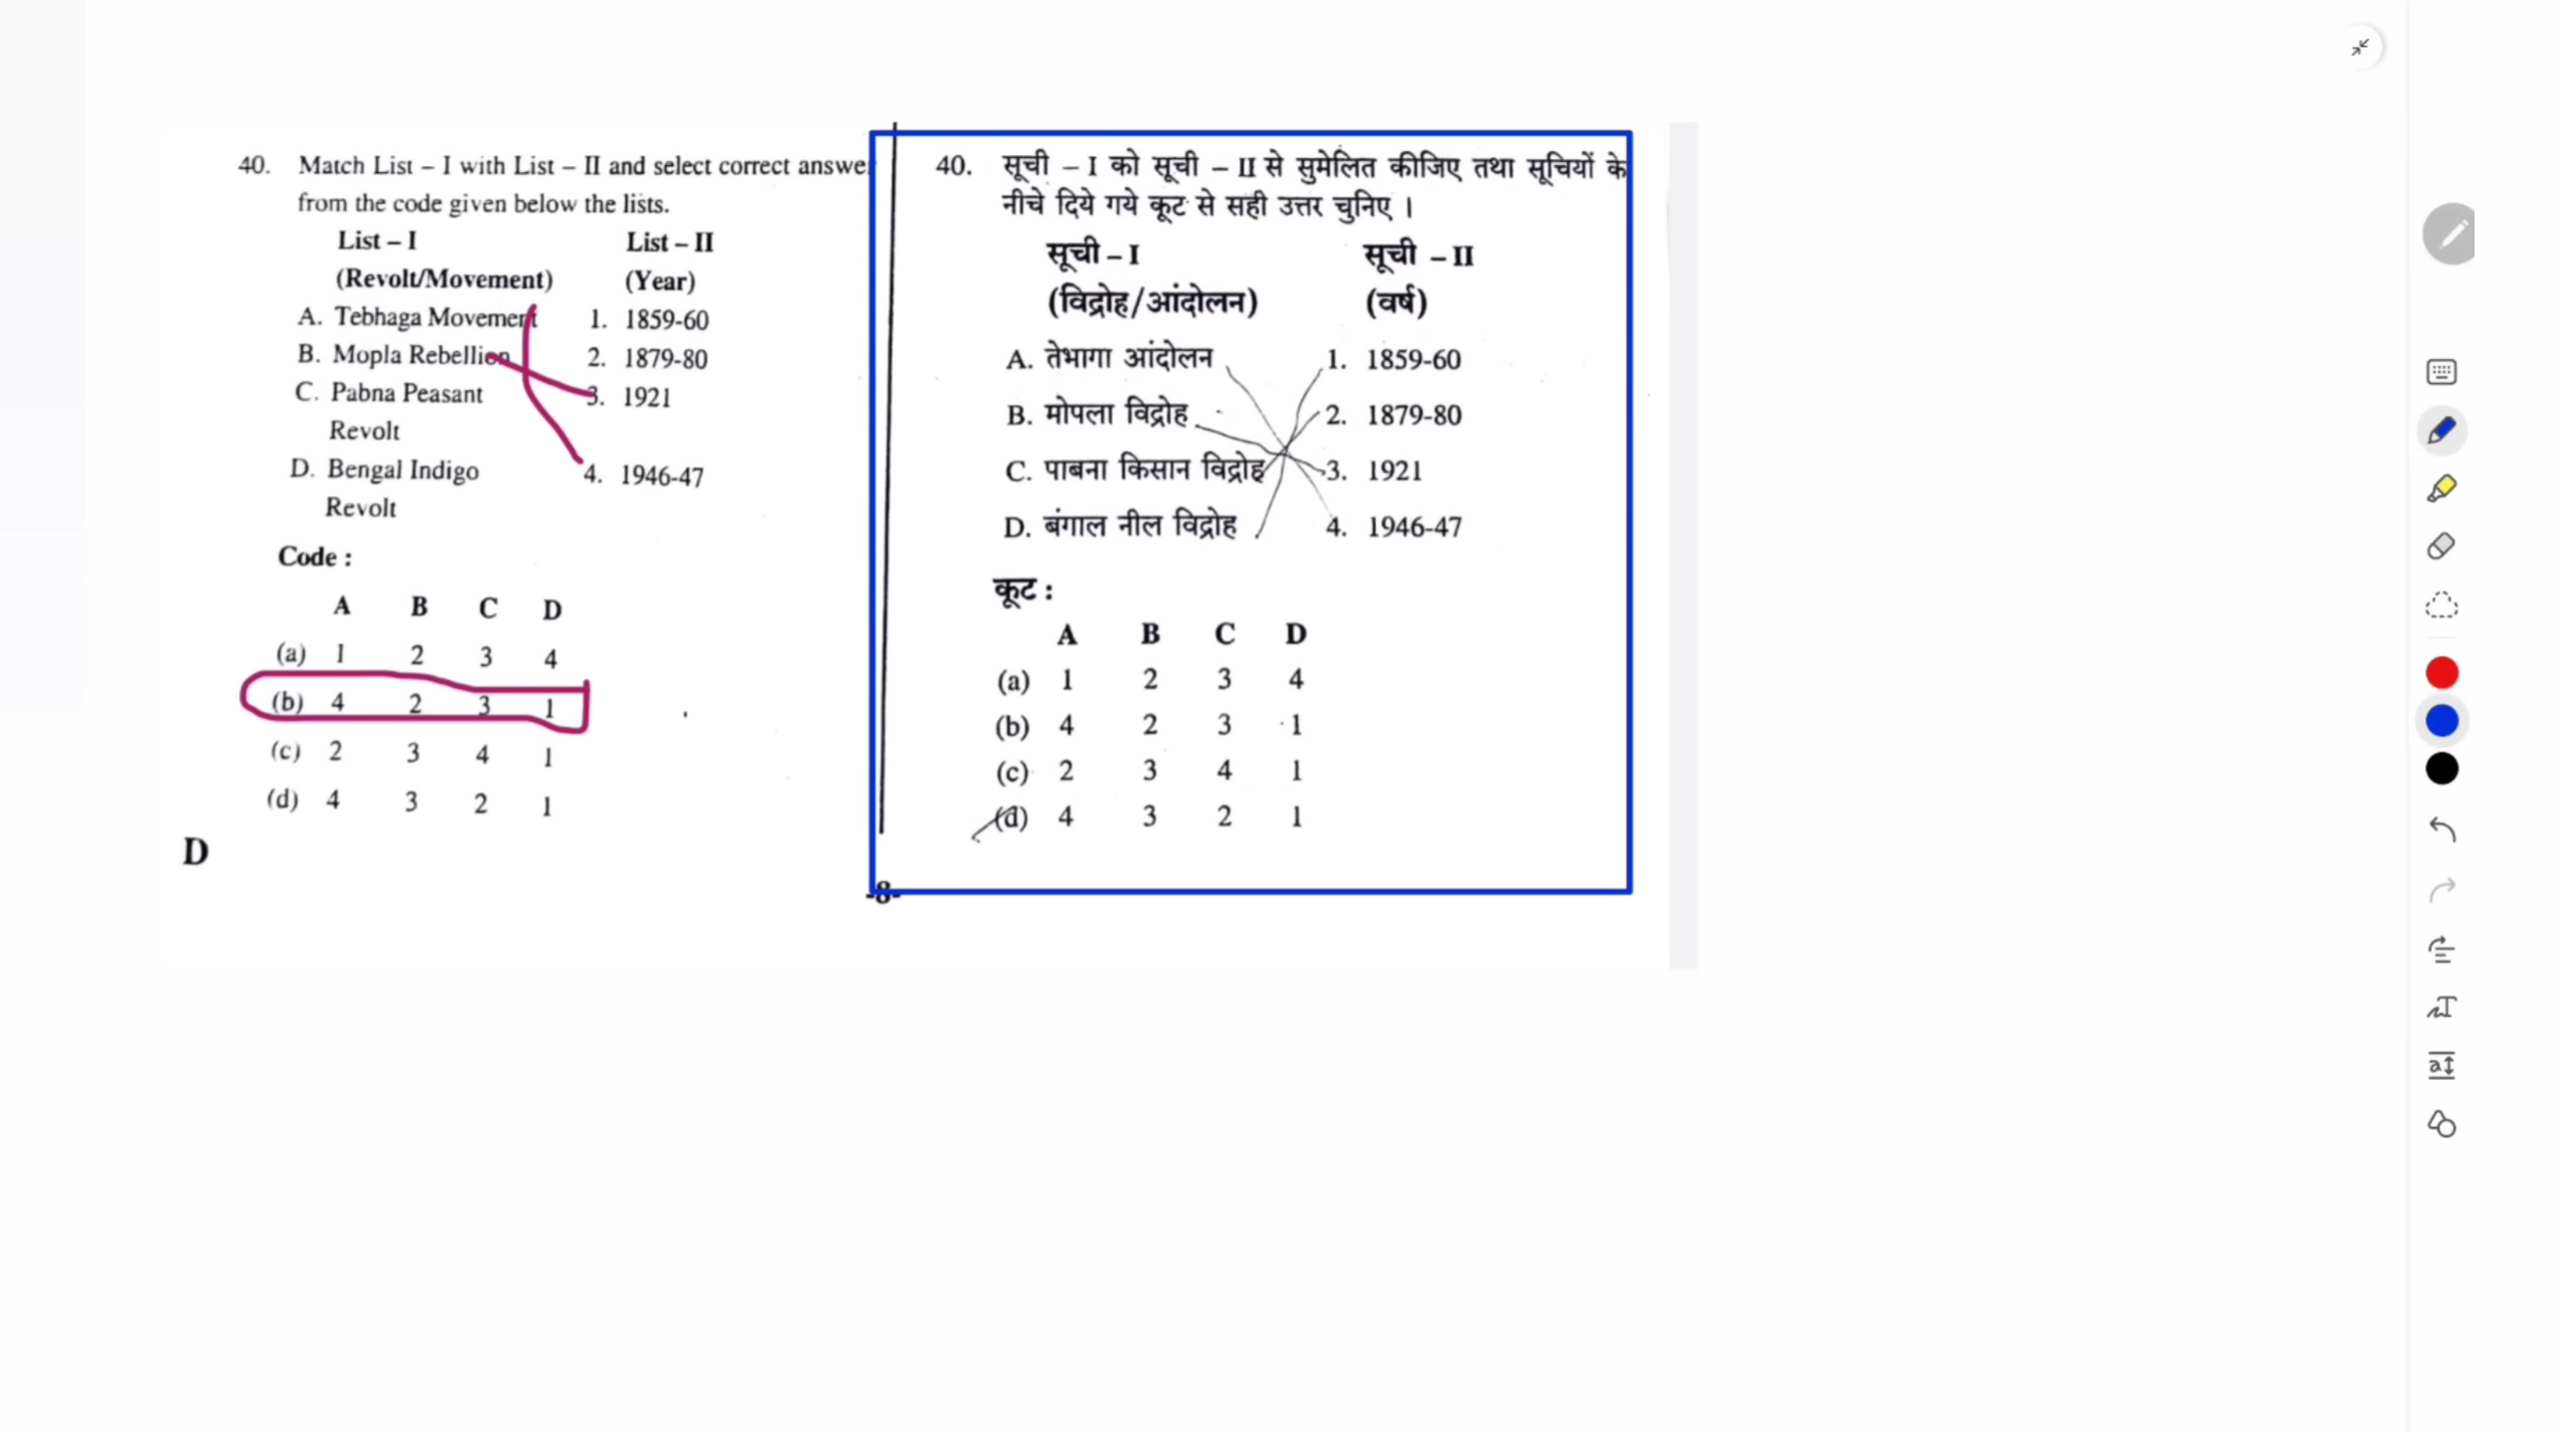 40. Match List – I with List – II and select correct answer
from the code given below the lists.
List – I List – II
(Revolt/Movement) (Year)
A. Tebhaga Movement 1. 1859-60
B. Mopla Rebellion 2. 1879-80
C. Pabna Peasant 3. 1921
Revolt
D. Bengal Indigo 4. 1946-47
Revolt
Code :
A B C D
(a) 1 2 3 4
(b) 4 2 3 1
(c) 2 3 4 1
(d) 4 3 2 1
D
40. सूची – I को सूची – II से सुमेलित कीजिए तथा सूचियों के
नीचे दिये गये कूट से सही उत्तर चुनिए ।
सूची – I सूची – II
(विद्रोह/आंदोलन) (वर्ष)
A. तेभागा आंदोलन 1. 1859-60
B. मोपला विद्रोह 2. 1879-80
C. पाबना किसान विद्रोह 3. 1921
D. बंगाल नील विद्रोह 4. 1946-47
कूट :
A B C D
(a) 1 2 3 4
(b) 4 2 3 1
(c) 2 3 4 1
(d) 4 3 2 1
-8-